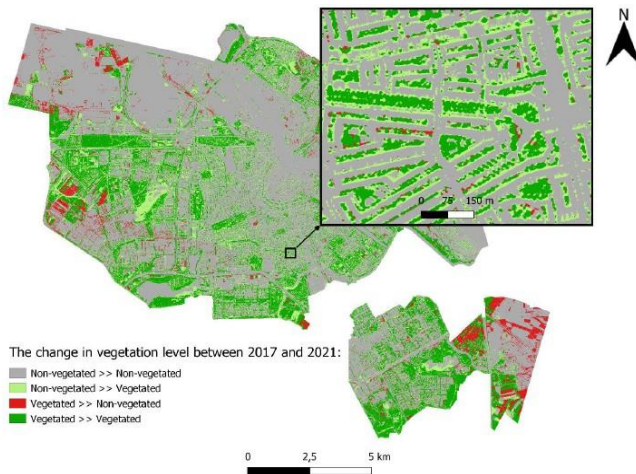 N
0 75 150 m
The change in vegetation level between 2017 and 2021:
Non-vegetated >> Non-vegetated
Non-vegetated >> Vegetated
Vegetated >> Non-vegetated
Vegetated >> Vegetated
0 2,5 5 km